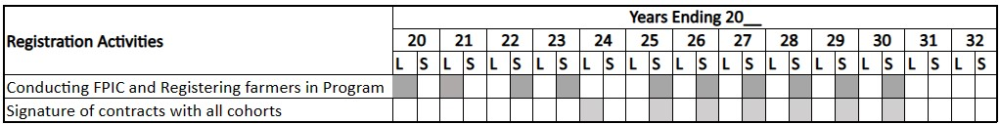 Years Ending 20__
Registration Activities
20 21 22 23 24 25 26 27 28 29 30 31 32
L S L S L S L S L S L S L S L S L S L S L S L S L S
Conducting FPIC and Registering farmers in Program
Signature of contracts with all cohorts